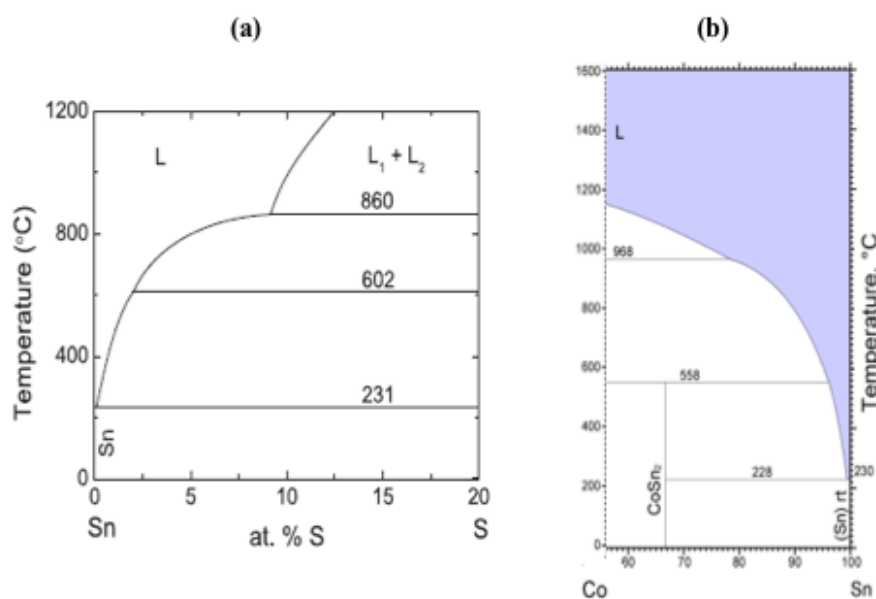 (a)
1200
800
400
0
Temperature (°C)
L
L1 + L2
860
602
231
Sn
0
5
10
15
20
Sn
at. % S
S
(b)
1600
1400
1200
1000
800
600
400
200
0
L
968
558
228
230
CoSn2
(Sn) rt
Temperature, °C
60
70
80
90
100
Co
Sn